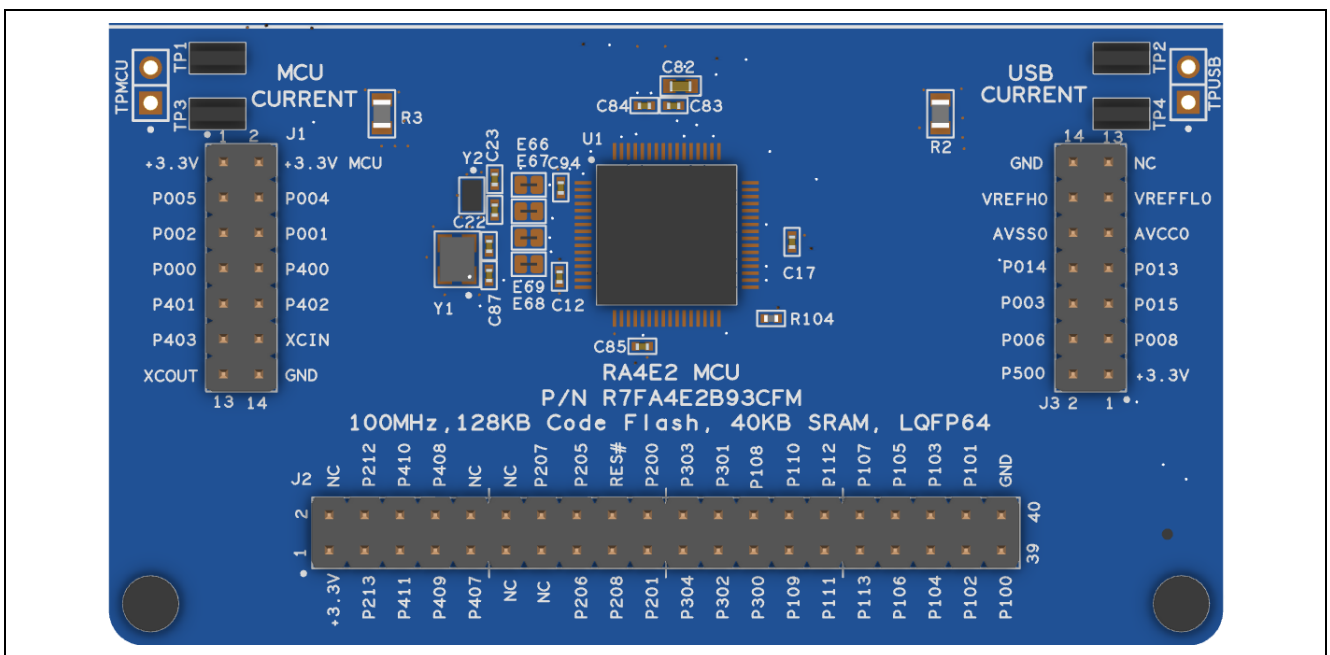 TPMCU
TP1
TP3
MCU
CURRENT
R3
C82
C84
C83
U1
USB
CURRENT
R2
TP2
TP4
TPUSB
1 2 J1
+3.3V +3.3V MCU
P005 P004
P002 P001
P000 P400
P401 P402
P403 XCIN
XCOUT GND
13 14
Y2
C23
E66
E67
C94
C22
Y1
C87
E69
E68
C12
C17
R104
C85
14 13
GND NC
VREFH0 VREFFL0
AVSS0 AVCC0
P014 P013
P003 P015
P006 P008
P500 +3.3V
J3 2 1
RA4E2 MCU
P/N R7FA4E2B93CFM
100MHz,128KB Code Flash, 40KB SRAM, LQFP64
J2
NC P212 P410 P408 NC NC P207 P205 RES# P200 P303 P301 P108 P110 P112 P107 P105 P103 P101 GND
2 40
1 39
+3.3V P213 P411 P409 P407 NC NC P206 P208 P201 P304 P302 P300 P109 P111 P113 P106 P104 P102 P100